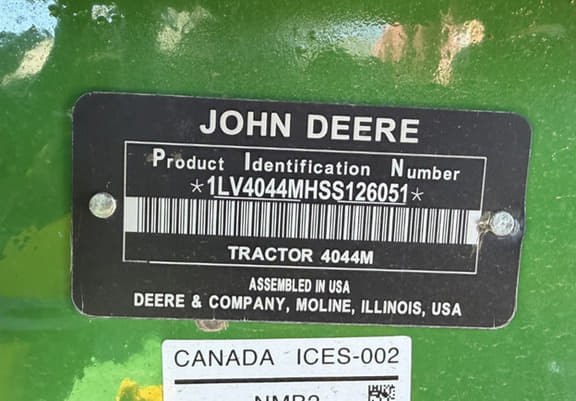 JOHN DEERE
Product Identification Number
*1LV4044MHSS126051*
TRACTOR 4044M
ASSEMBLED IN USA
DEERE & COMPANY, MOLINE, ILLINOIS, USA
CANADA ICES-002